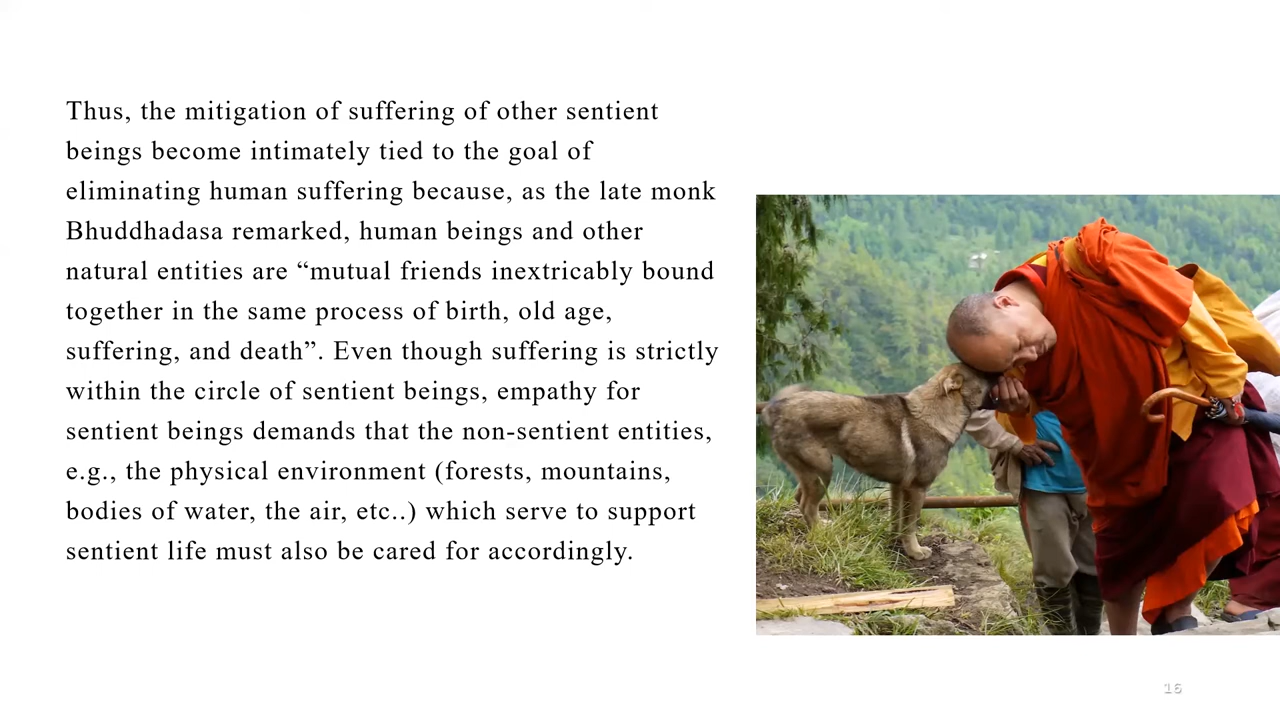 Thus, the mitigation of suffering of other sentient
beings become intimately tied to the goal of
eliminating human suffering because, as the late monk
Bhuddhadasa remarked, human beings and other
natural entities are “mutual friends inextricably bound
together in the same process of birth, old age,
suffering, and death”. Even though suffering is strictly
within the circle of sentient beings, empathy for
sentient beings demands that the non-sentient entities,
e.g., the physical environment (forests, mountains,
bodies of water, the air, etc..) which serve to support
sentient life must also be cared for accordingly.
16